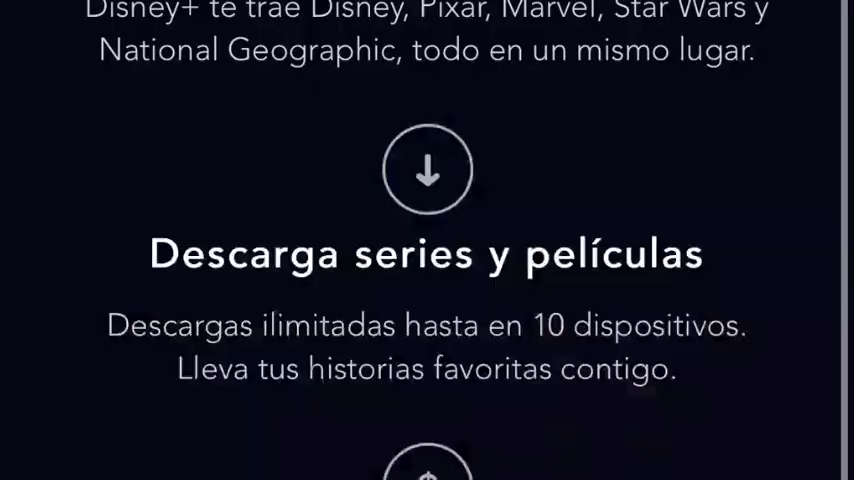 Disney+ te trae Disney, Pixar, Marvel, Star Wars y
National Geographic, todo en un mismo lugar.
Descarga series y películas
Descargas ilimitadas hasta en 10 dispositivos.
Lleva tus historias favoritas contigo.